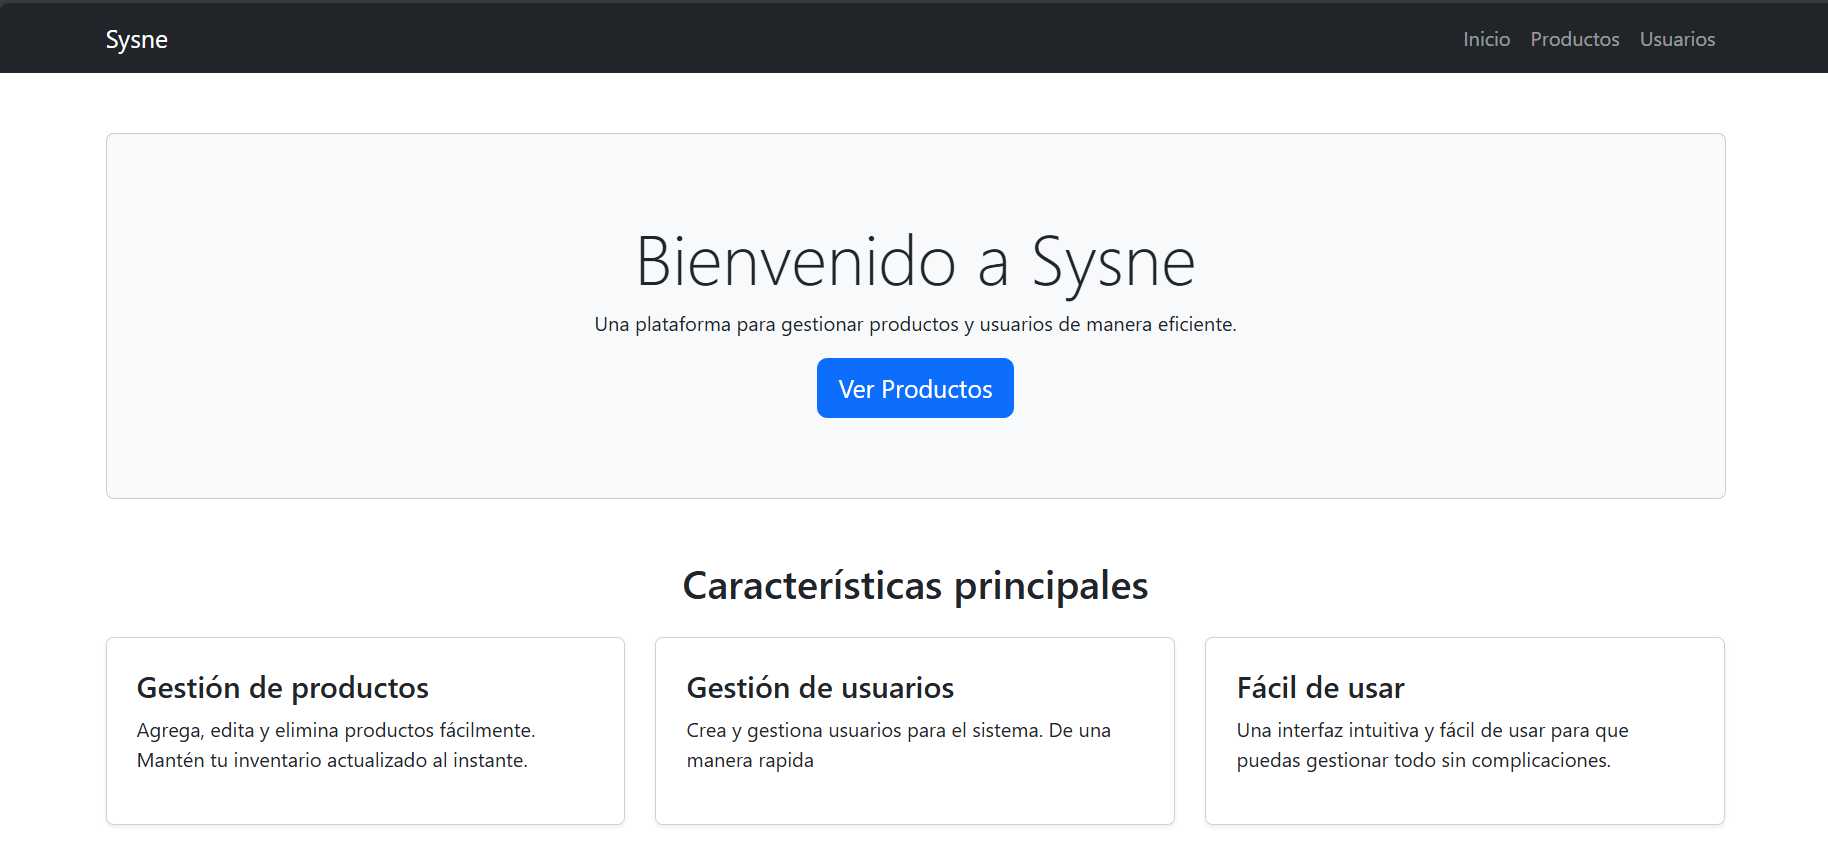 Sysne
Inicio Productos Usuarios
Bienvenido a Sysne
Una plataforma para gestionar productos y usuarios de manera eficiente.
Ver Productos
Características principales
Gestión de productos
Agrega, edita y elimina productos fácilmente.
Mantén tu inventario actualizado al instante.
Gestión de usuarios
Crea y gestiona usuarios para el sistema. De una
manera rapida
Fácil de usar
Una interfaz intuitiva y fácil de usar para que
puedas gestionar todo sin complicaciones.